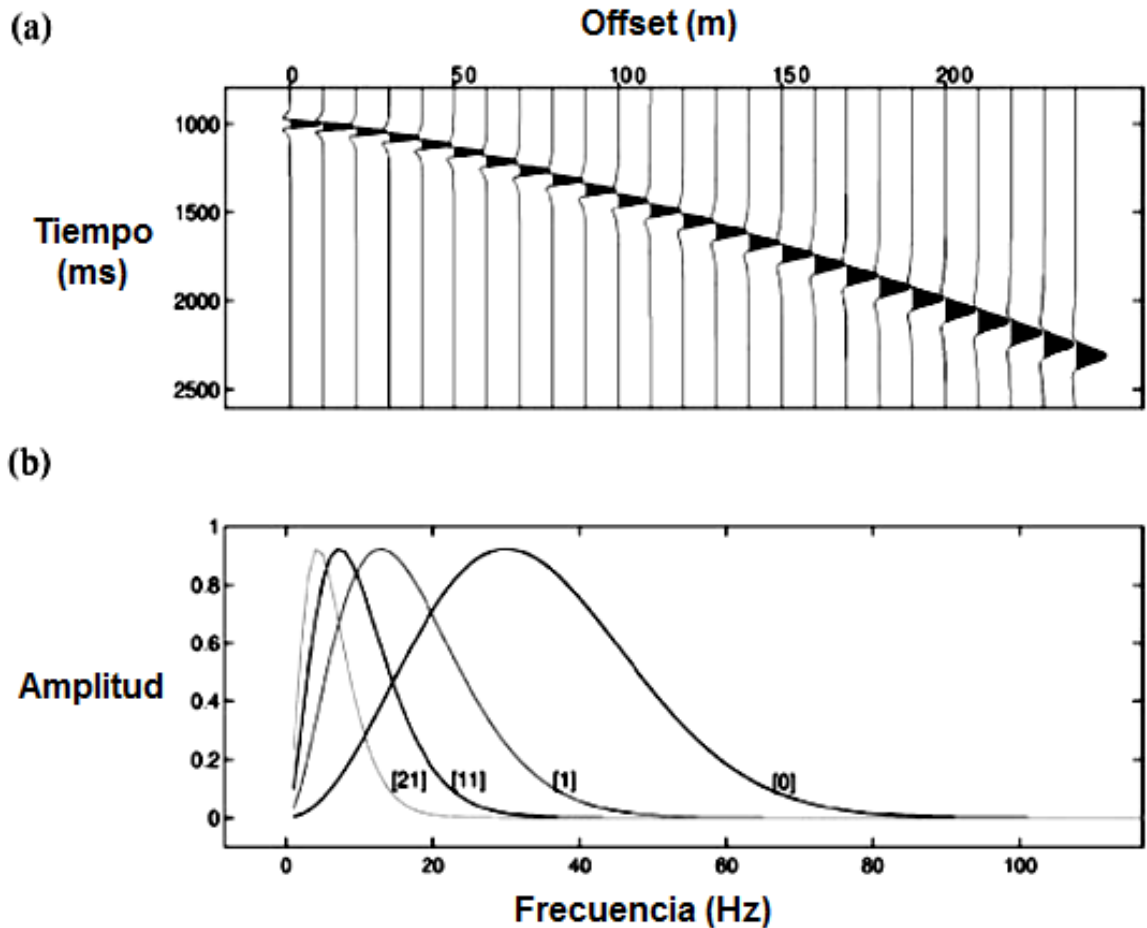 (a)
Offset (m)
0 50 100 150 200
1000
1500
2000
2500
Tiempo
(ms)
(b)
1
0.8
0.6
0.4
0.2
0
Amplitud
[21] [11] [1] [0]
0 20 40 60 80 100
Frecuencia (Hz)